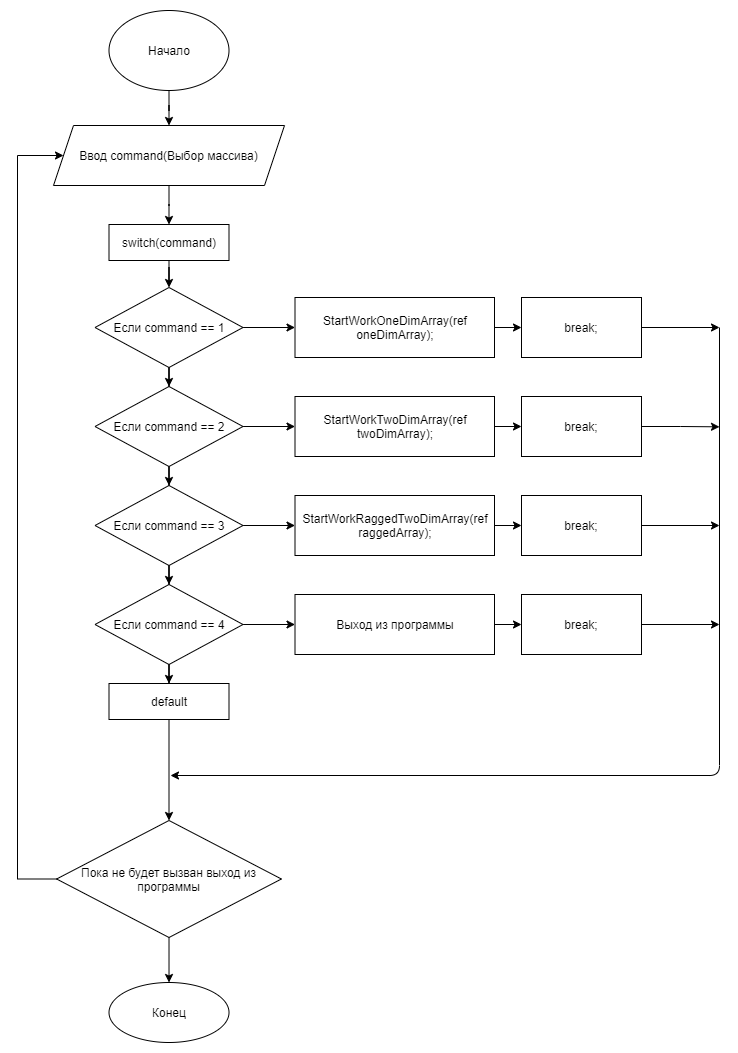 Начало
Ввод command(Выбор массива)
switch(command)
Если command == 1
StartWorkOneDimArray(ref
oneDimArray);
break;
Если command == 2
StartWorkTwoDimArray(ref
twoDimArray);
break;
Если command == 3
StartWorkRaggedTwoDimArray(ref
raggedArray);
break;
Если command == 4
Выход из программы
break;
default
Пока не будет вызван выход из
программы
Конец